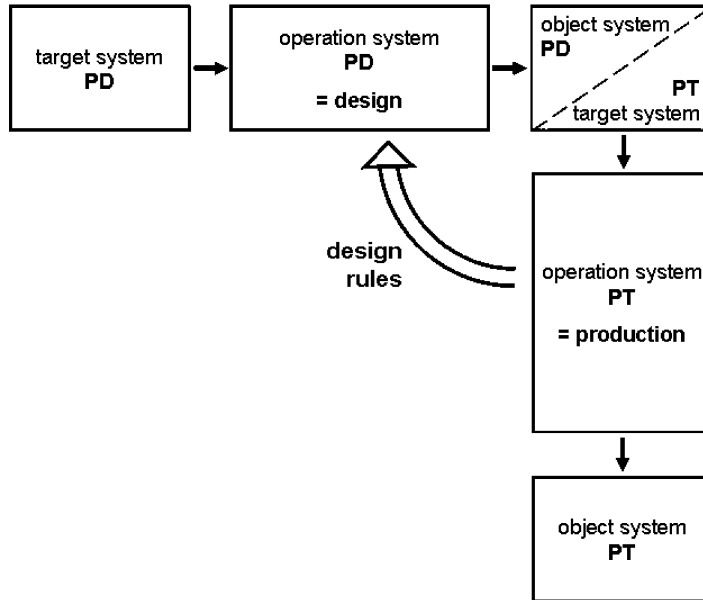 target system
PD
operation system
PD
= design
object system
PD
PT
target system
design
rules
operation system
PT
= production
object system
PT